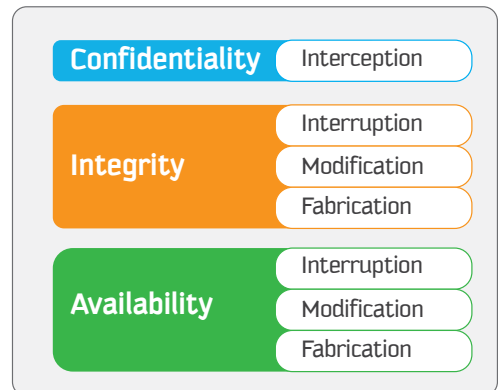 Confidentiality Interception
Integrity
Interruption
Modification
Fabrication
Availability
Interruption
Modification
Fabrication